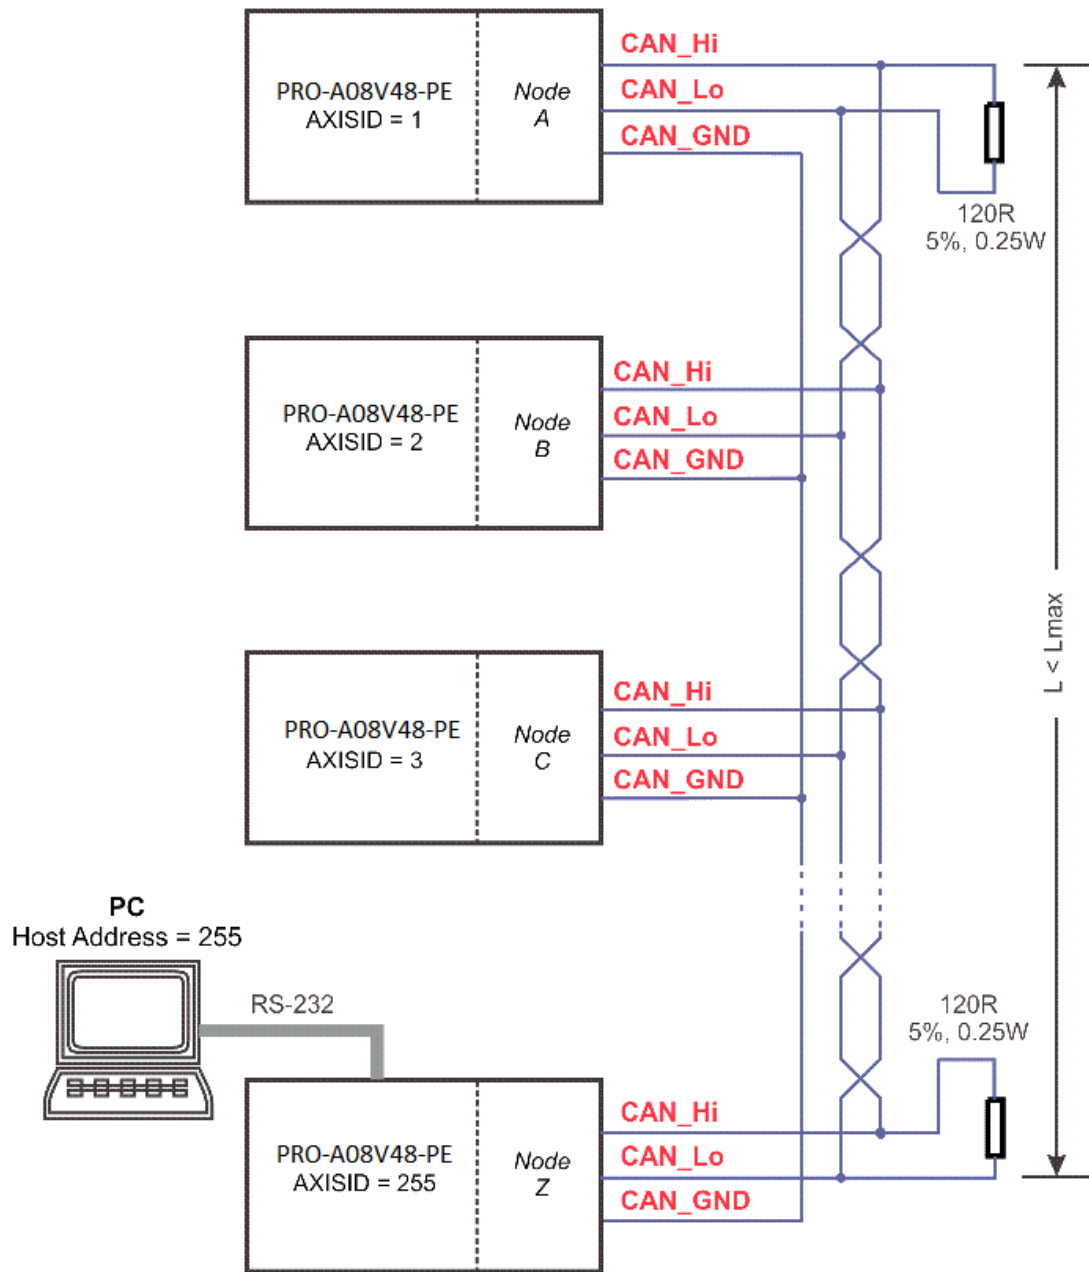 CAN_Hi
PRO-A08V48-PE
AXISID = 1
Node
A
CAN_Lo
CAN_GND
120R
5%, 0.25W
CAN_Hi
PRO-A08V48-PE
AXISID = 2
Node
B
CAN_Lo
CAN_GND
L < Lmax
CAN_Hi
PRO-A08V48-PE
AXISID = 3
Node
C
CAN_Lo
CAN_GND
PC
Host Address = 255
RS-232
120R
5%, 0.25W
CAN_Hi
PRO-A08V48-PE
AXISID = 255
Node
Z
CAN_Lo
CAN_GND